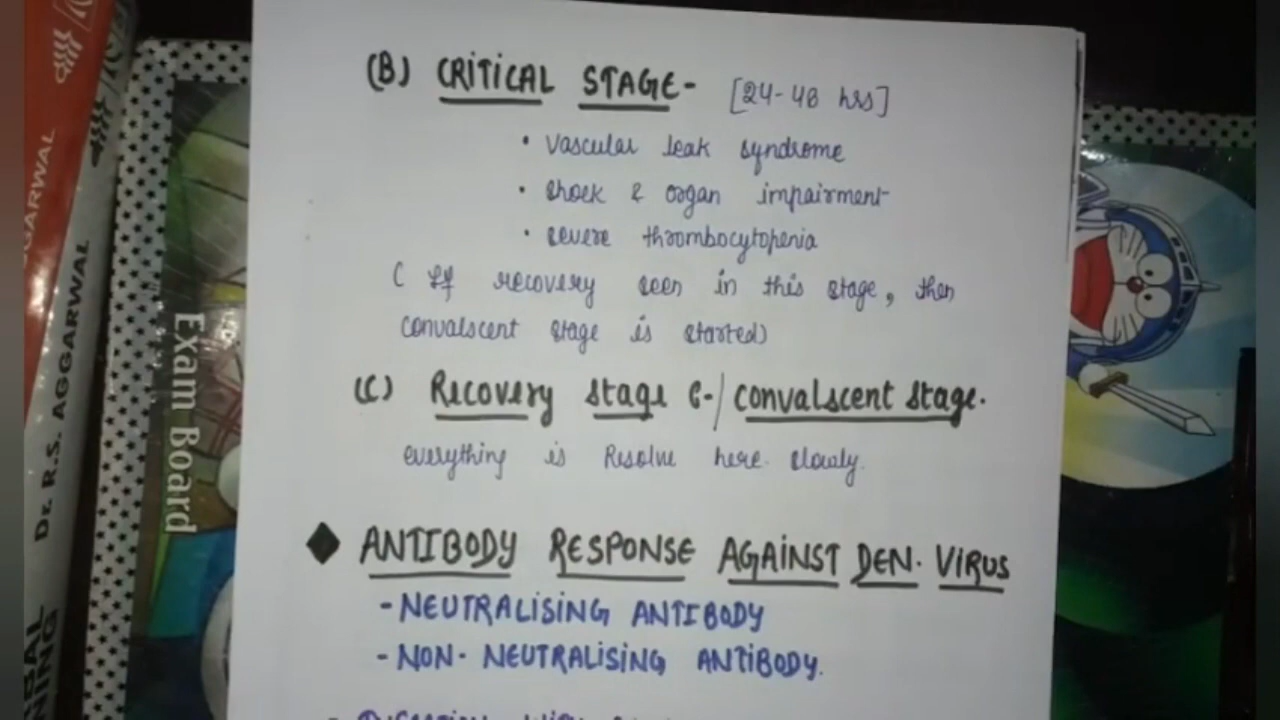 (B) CRITICAL STAGE- [24-48 hrs]
• vascular leak syndrome
• shock & organ impairment
• severe thrombocytopenia
( If recovery seen in this stage, then
convalscent stage is started)
(C) Recovery Stage :-/convalscent stage.
everything is Resolve here slowly.
◆ ANTIBODY RESPONSE AGAINST DEN. VIRUS
- NEUTRALISING ANTIBODY
- NON- NEUTRALISING ANTIBODY.
Exam Board
Dr. R.S. AGGARWAL
GARWAL